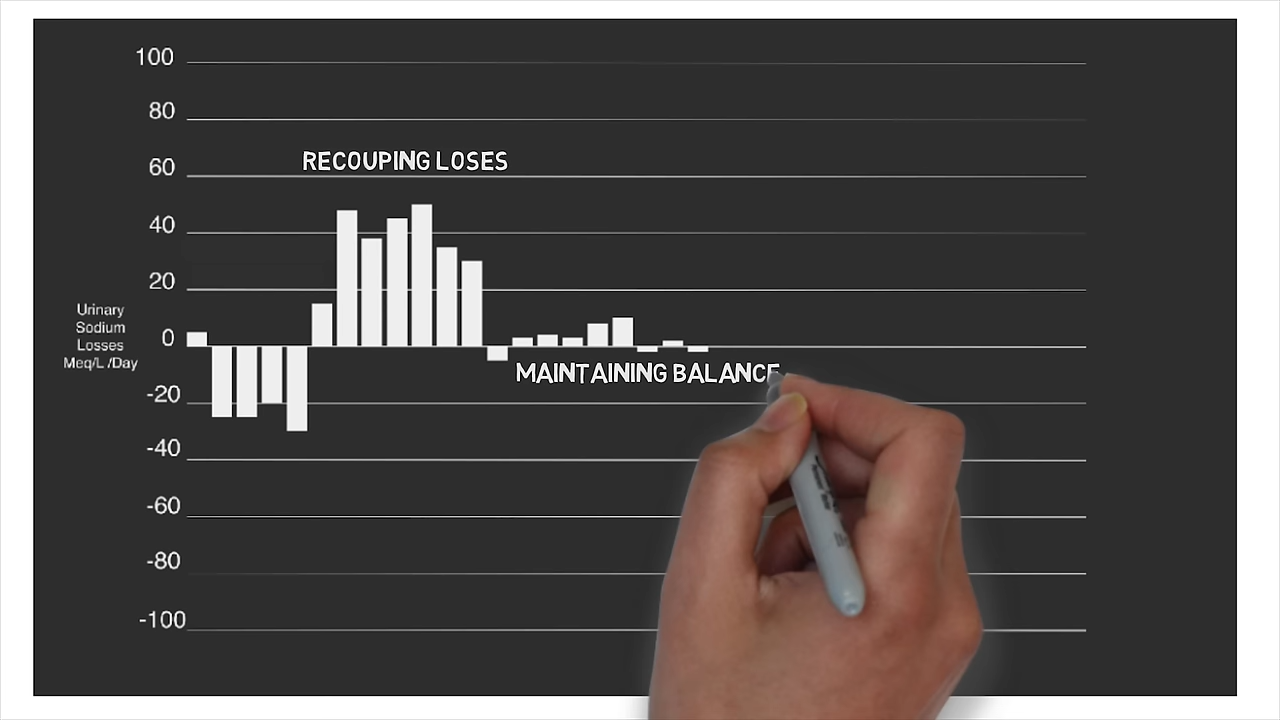 100
80
60
RECOUPING LOSES
40
20
0
Urinary
Sodium
Losses
Meq/L /Day
MAINTAINING BALANCE
-20
-40
-60
-80
-100